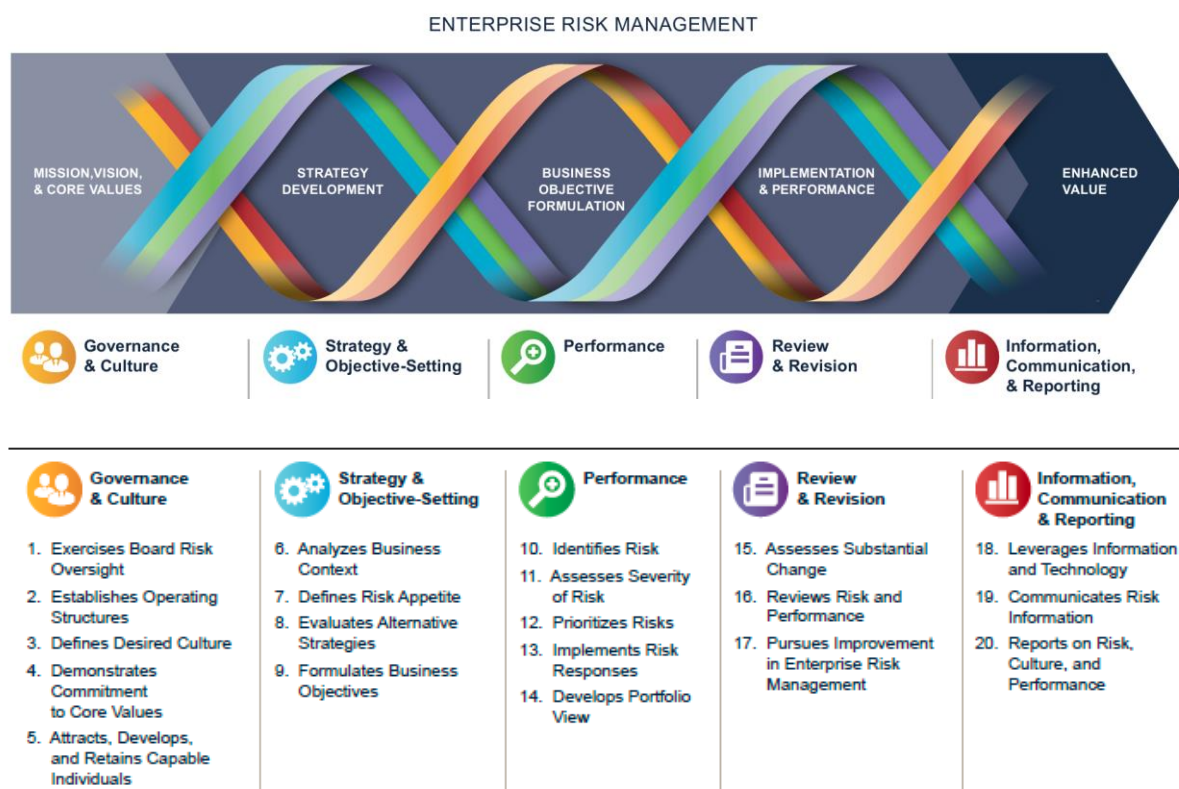 ENTERPRISE RISK MANAGEMENT
MISSION, VISION,
& CORE VALUES
STRATEGY
DEVELOPMENT
BUSINESS
OBJECTIVE
FORMULATION
IMPLEMENTATION
& PERFORMANCE
ENHANCED
VALUE
Governance
& Culture
Strategy &
Objective-Setting
Performance
Review
& Revision
Information,
Communication,
& Reporting
Governance
& Culture
1. Exercises Board Risk
Oversight
2. Establishes Operating
Structures
3. Defines Desired Culture
4. Demonstrates
Commitment
to Core Values
5. Attracts, Develops,
and Retains Capable
Individuals
Strategy &
Objective-Setting
6. Analyzes Business
Context
7. Defines Risk Appetite
8. Evaluates Alternative
Strategies
9. Formulates Business
Objectives
Performance
10. Identifies Risk
11. Assesses Severity
of Risk
12. Prioritizes Risks
13. Implements Risk
Responses
14. Develops Portfolio
View
Review
& Revision
15. Assesses Substantial
Change
16. Reviews Risk and
Performance
17. Pursues Improvement
in Enterprise Risk
Management
Information,
Communication
& Reporting
18. Leverages Information
and Technology
19. Communicates Risk
Information
20. Reports on Risk,
Culture, and
Performance